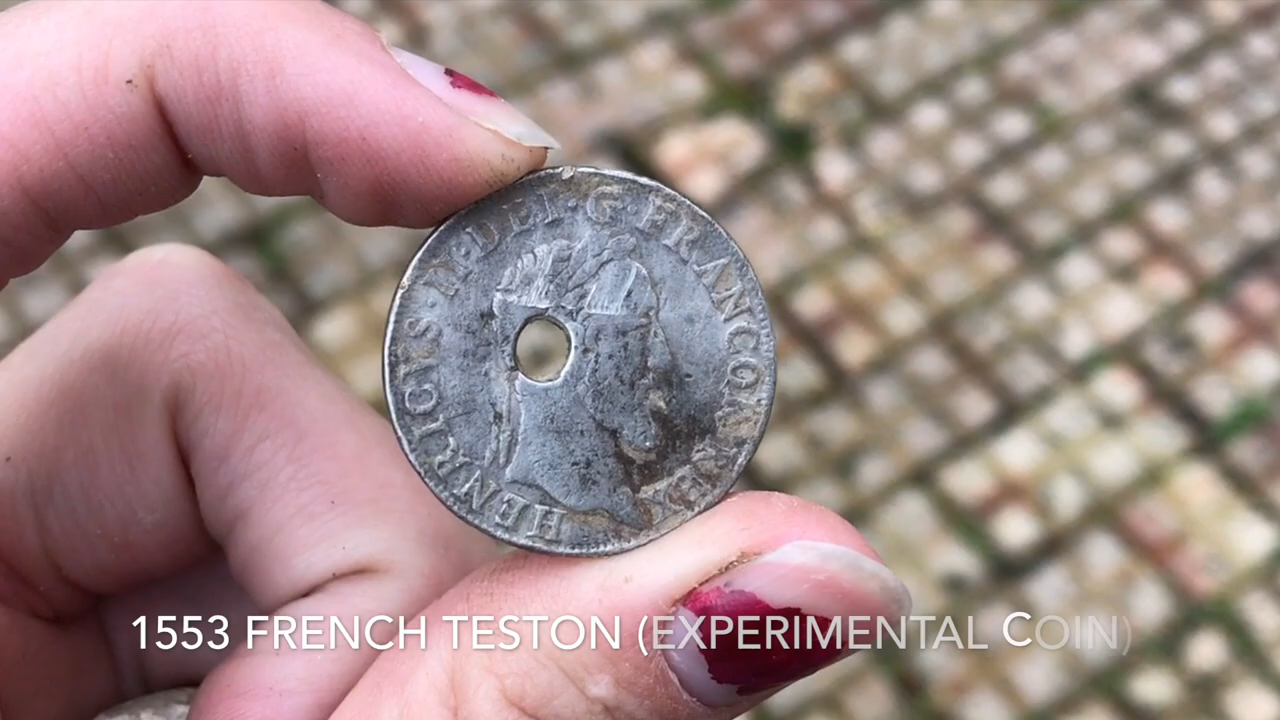 HENRICVS · II · DEI · G · FRANCOR · REX
1553 FRENCH TESTON (EXPERIMENTAL COIN)